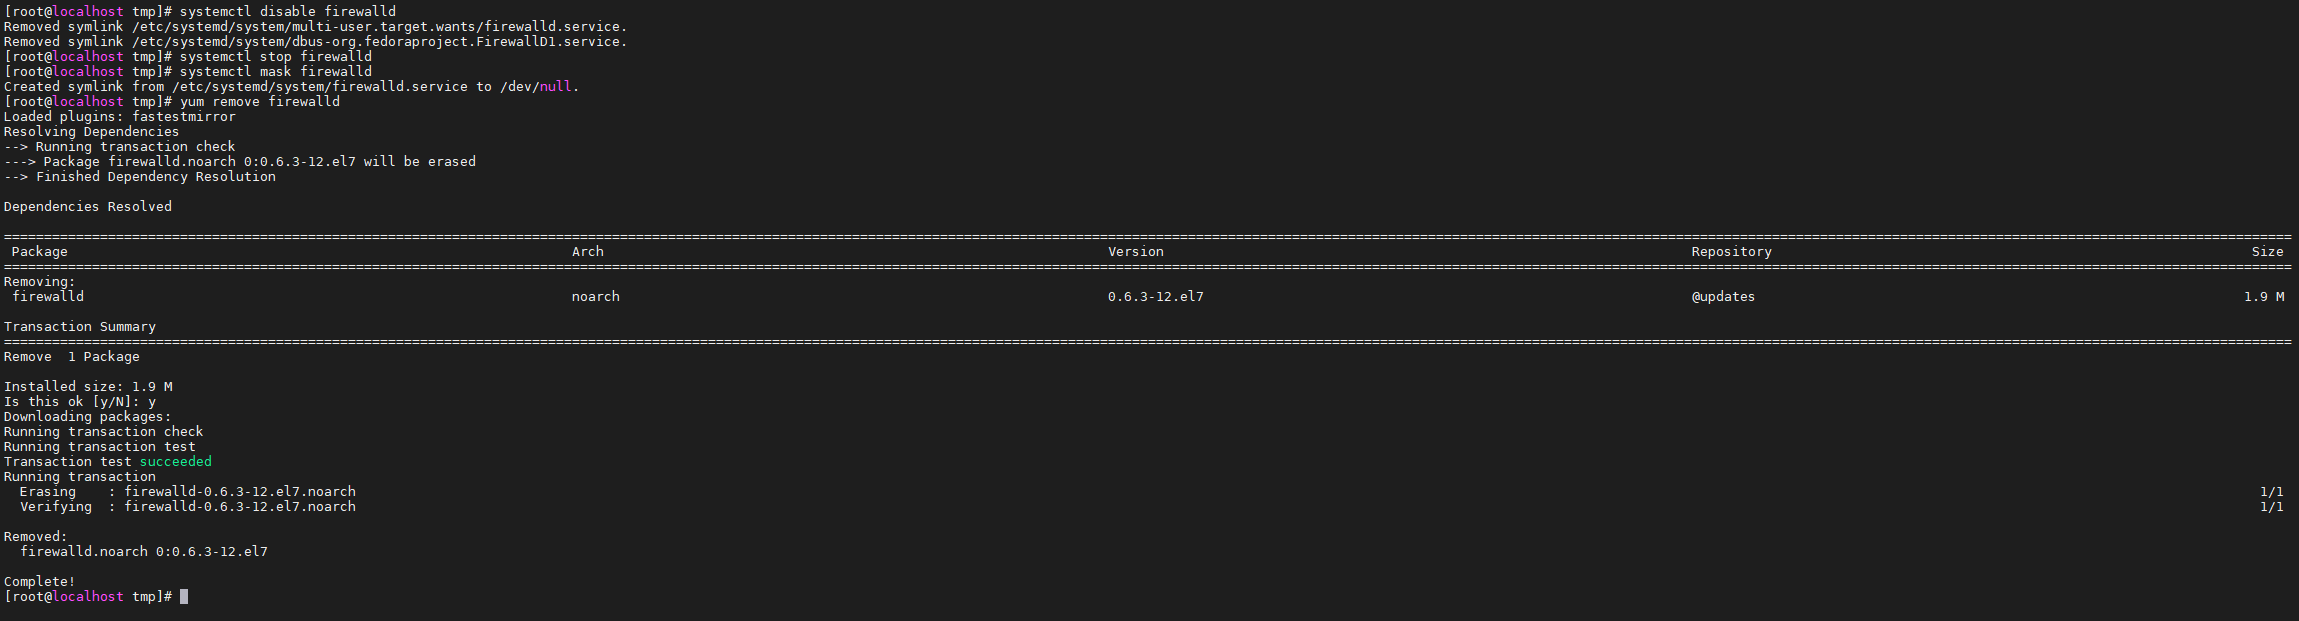 [root@localhost tmp]# systemctl disable firewalld
Removed symlink /etc/systemd/system/multi-user.target.wants/firewalld.service.
Removed symlink /etc/systemd/system/dbus-org.fedoraproject.FirewallD1.service.
[root@localhost tmp]# systemctl stop firewalld
[root@localhost tmp]# systemctl mask firewalld
Created symlink from /etc/systemd/system/firewalld.service to /dev/null.
[root@localhost tmp]# yum remove firewalld
Loaded plugins: fastestmirror
Resolving Dependencies
--> Running transaction check
---> Package firewalld.noarch 0:0.6.3-12.el7 will be erased
--> Finished Dependency Resolution
Dependencies Resolved
Package Arch Version Repository Size
Removing:
firewalld noarch 0.6.3-12.el7 @updates 1.9 M
Transaction Summary
Remove  1 Package
Installed size: 1.9 M
Is this ok [y/N]: y
Downloading packages:
Running transaction check
Running transaction test
Transaction test succeeded
Running transaction
  Erasing    : firewalld-0.6.3-12.el7.noarch 1/1
  Verifying  : firewalld-0.6.3-12.el7.noarch 1/1
Removed:
  firewalld.noarch 0:0.6.3-12.el7
Complete!
[root@localhost tmp]#